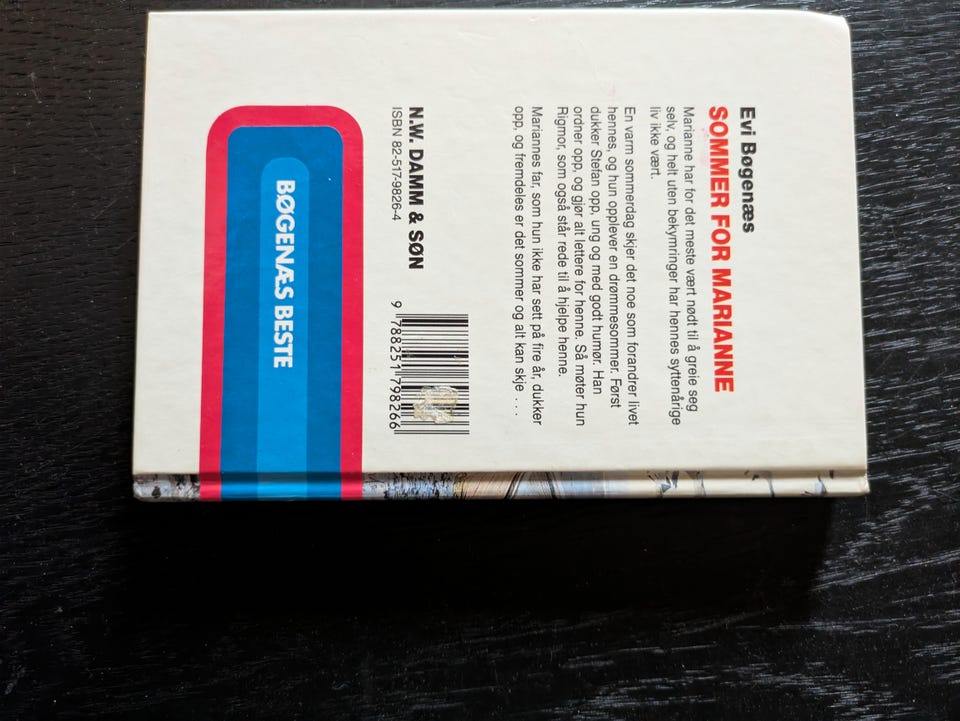 Evi Bøgenæs
SOMMER FOR MARIANNE
Marianne har for det meste vært nødt til å greie seg
selv, og helt uten bekymringer har hennes syttenårige
liv ikke vært.
En varm sommerdag skjer det noe som forandrer livet
hennes, og hun opplever en drømmesommer. Først
dukker Stefan opp, ung og med godt humør. Han
ordner opp, og gjør alt lettere for henne. Så møter hun
Rigmor, som også står rede til å hjelpe henne.
Mariannes far, som hun ikke har sett på fire år, dukker
opp, og fremdeles er det sommer og alt kan skje . . .
N.W. DAMM & SØN
ISBN 82-517-9826-4
9 788251 798266
BØGENÆS BESTE